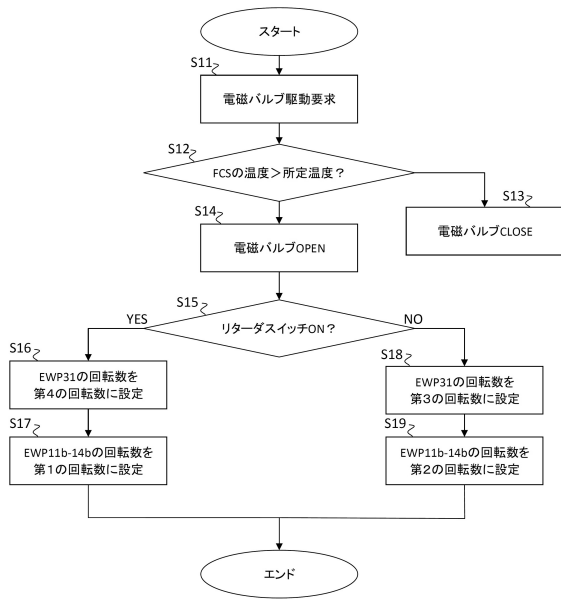 スタート
S11
電磁バルブ駆動要求
S12
FCSの温度＞所定温度？
S13
電磁バルブCLOSE
S14
電磁バルブOPEN
S15
リターダスイッチON？
YES
NO
S16
EWP31の回転数を
第4の回転数に設定
S17
EWP11b-14bの回転数を
第1の回転数に設定
S18
EWP31の回転数を
第3の回転数に設定
S19
EWP11b-14bの回転数を
第2の回転数に設定
エンド